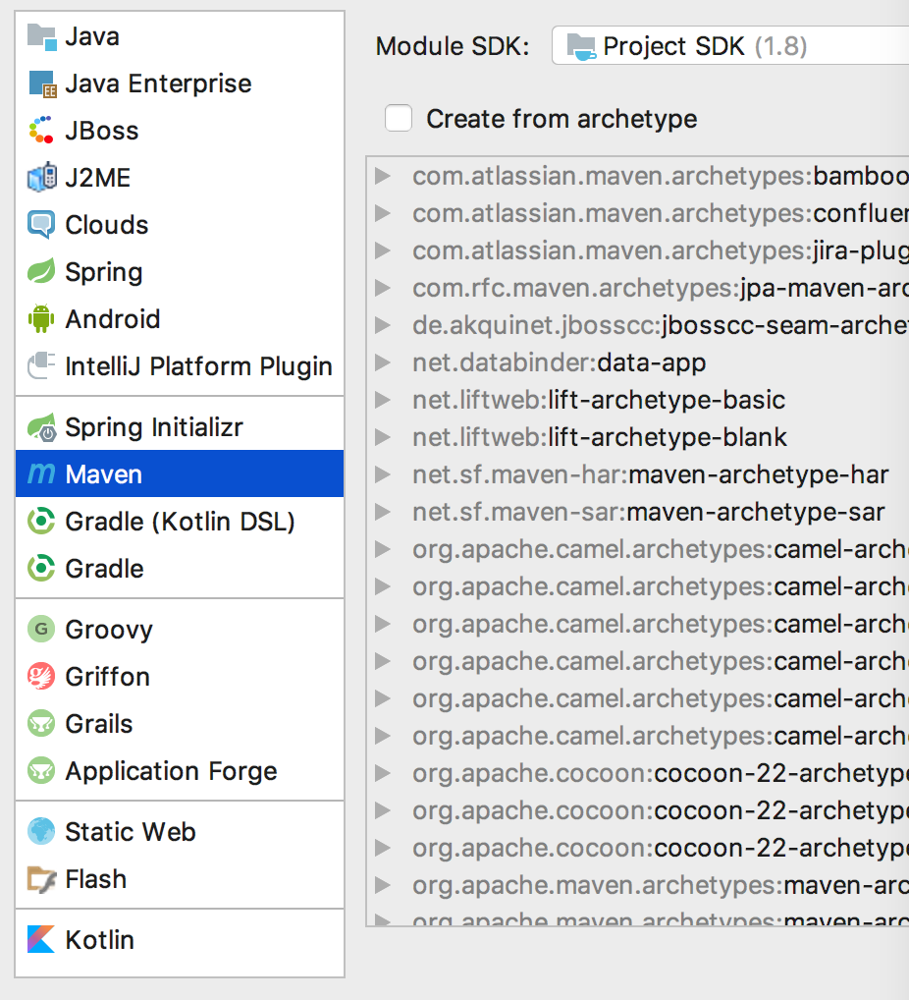 Java
Java Enterprise
JBoss
J2ME
Clouds
Spring
Android
IntelliJ Platform Plugin
Spring Initializr
Maven
Gradle (Kotlin DSL)
Gradle
Groovy
Griffon
Grails
Application Forge
Static Web
Flash
Kotlin
Module SDK: Project SDK (1.8)
Create from archetype
com.atlassian.maven.archetypes:bamboo
com.atlassian.maven.archetypes:confluen
com.atlassian.maven.archetypes:jira-plug
com.rfc.maven.archetypes:jpa-maven-arc
de.akquinet.jbosscc:jbosscc-seam-archet
net.databinder:data-app
net.liftweb:lift-archetype-basic
net.liftweb:lift-archetype-blank
net.sf.maven-har:maven-archetype-har
net.sf.maven-sar:maven-archetype-sar
org.apache.camel.archetypes:camel-arch
org.apache.camel.archetypes:camel-arch
org.apache.camel.archetypes:camel-arch
org.apache.camel.archetypes:camel-arch
org.apache.camel.archetypes:camel-arch
org.apache.camel.archetypes:camel-arch
org.apache.cocoon:cocoon-22-archetype
org.apache.cocoon:cocoon-22-archetype
org.apache.cocoon:cocoon-22-archetype
org.apache.maven.archetypes:maven-arc
org.apache.maven.archetypes:maven-arc